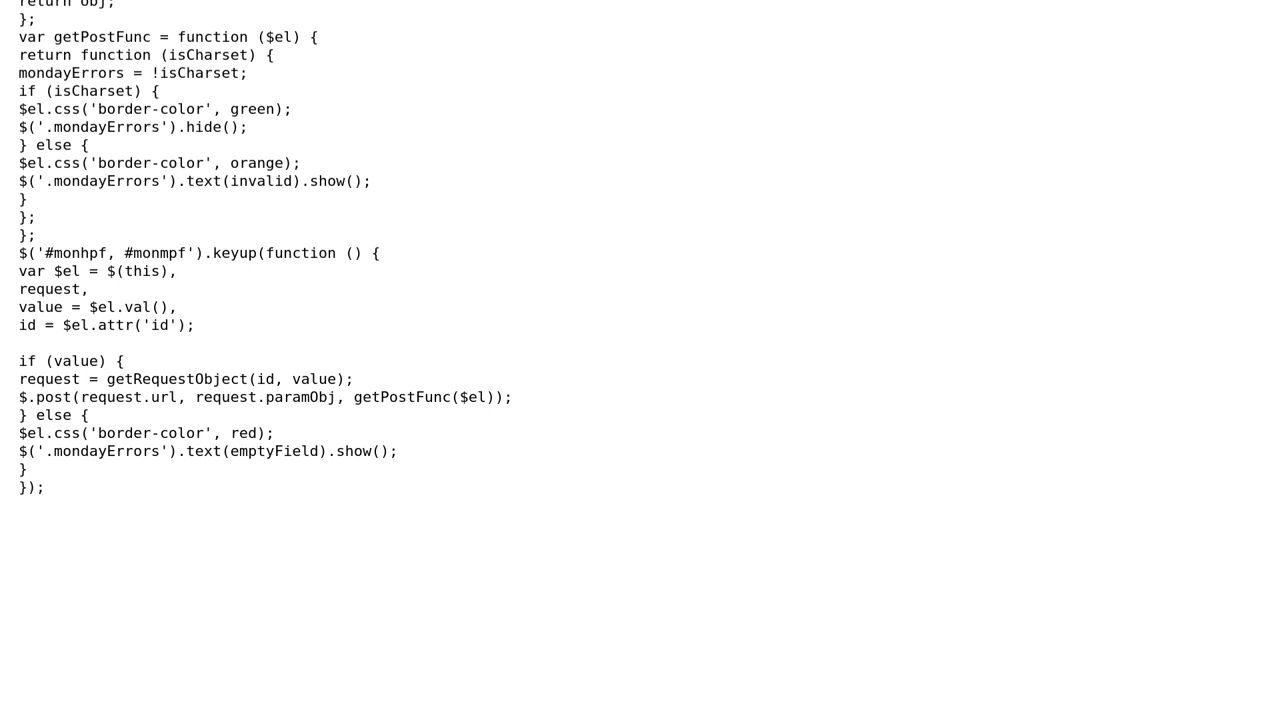 return obj;
};
var getPostFunc = function ($el) {
return function (isCharset) {
mondayErrors = !isCharset;
if (isCharset) {
$el.css('border-color', green);
$('.mondayErrors').hide();
} else {
$el.css('border-color', orange);
$('.mondayErrors').text(invalid).show();
}
};
};
$('#monhpf, #monmpf').keyup(function () {
var $el = $(this),
request,
value = $el.val(),
id = $el.attr('id');

if (value) {
request = getRequestObject(id, value);
$.post(request.url, request.paramObj, getPostFunc($el));
} else {
$el.css('border-color', red);
$('.mondayErrors').text(emptyField).show();
}
});